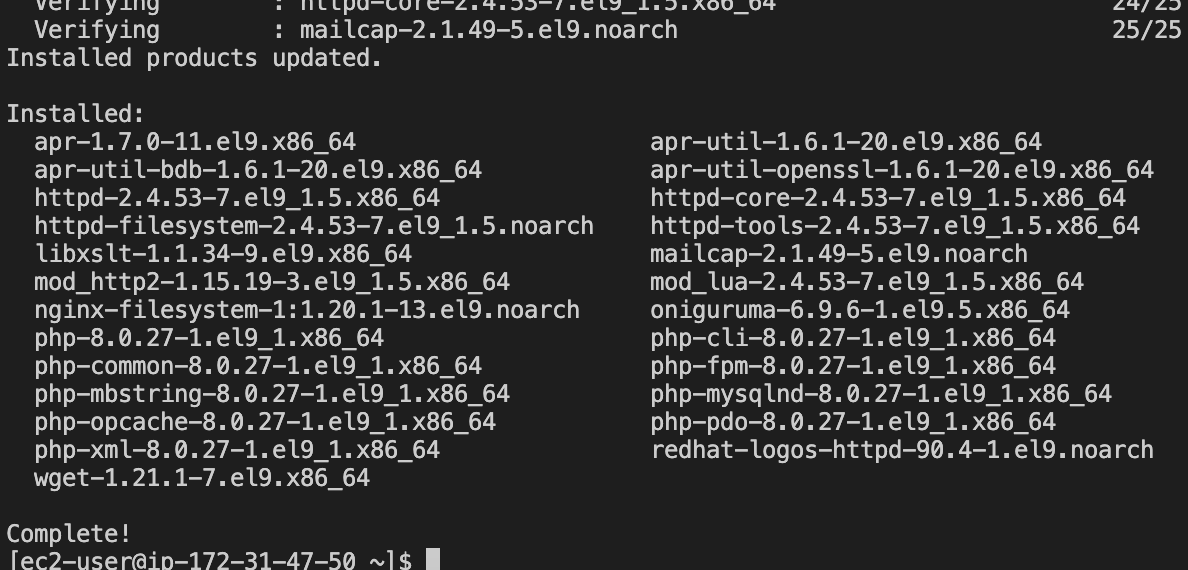 Verifying : httpd-core-2.4.53-7.el9_1.5.x86_64 24/25
Verifying : mailcap-2.1.49-5.el9.noarch 25/25
Installed products updated.
Installed:
apr-1.7.0-11.el9.x86_64 apr-util-1.6.1-20.el9.x86_64
apr-util-bdb-1.6.1-20.el9.x86_64 apr-util-openssl-1.6.1-20.el9.x86_64
httpd-2.4.53-7.el9_1.5.x86_64 httpd-core-2.4.53-7.el9_1.5.x86_64
httpd-filesystem-2.4.53-7.el9_1.5.noarch httpd-tools-2.4.53-7.el9_1.5.x86_64
libxslt-1.1.34-9.el9.x86_64 mailcap-2.1.49-5.el9.noarch
mod_http2-1.15.19-3.el9_1.5.x86_64 mod_lua-2.4.53-7.el9_1.5.x86_64
nginx-filesystem-1:1.20.1-13.el9.noarch oniguruma-6.9.6-1.el9.5.x86_64
php-8.0.27-1.el9_1.x86_64 php-cli-8.0.27-1.el9_1.x86_64
php-common-8.0.27-1.el9_1.x86_64 php-fpm-8.0.27-1.el9_1.x86_64
php-mbstring-8.0.27-1.el9_1.x86_64 php-mysqlnd-8.0.27-1.el9_1.x86_64
php-opcache-8.0.27-1.el9_1.x86_64 php-pdo-8.0.27-1.el9_1.x86_64
php-xml-8.0.27-1.el9_1.x86_64 redhat-logos-httpd-90.4-1.el9.noarch
wget-1.21.1-7.el9.x86_64
Complete!
[ec2-user@ip-172-31-47-50 ~]$